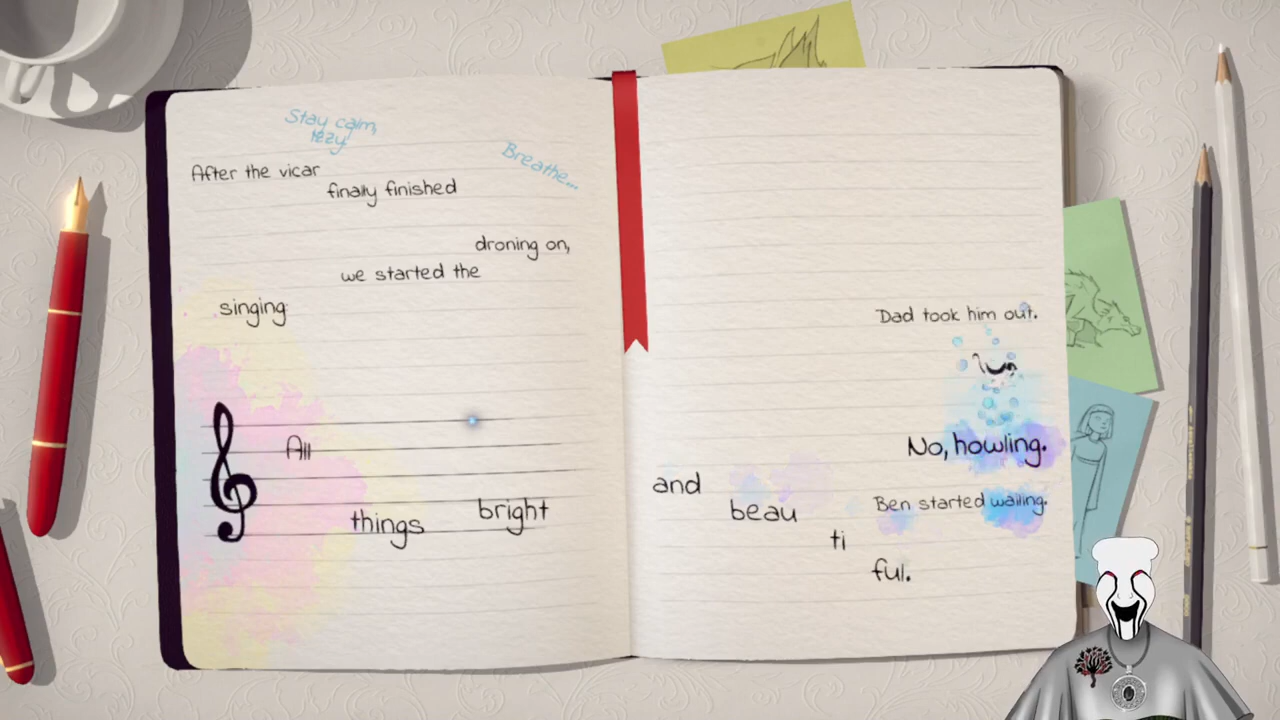 Stay calm,
Izzy
Breathe...
After the vicar
finally finished
droning on,
we started the
singing
All
things
bright
and
beau
ti
ful.
Ben started wailing.
No, howling.
Dad took him out.